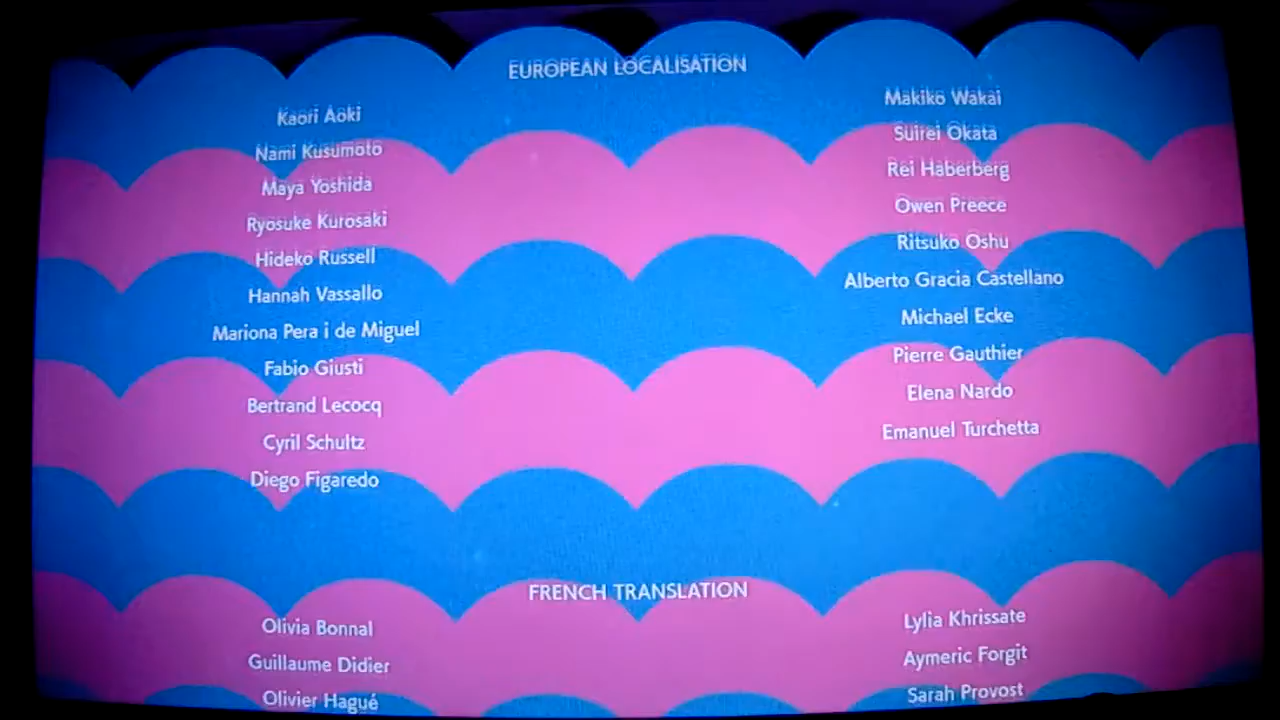 EUROPEAN LOCALISATION
Kaori Aoki
Makiko Wakai
Nami Kusumoto
Suirei Okata
Maya Yoshida
Rei Haberberg
Ryosuke Kurosaki
Owen Preece
Hideko Russell
Ritsuko Oshu
Hannah Vassallo
Alberto Gracia Castellano
Mariona Pera i de Miguel
Michael Ecke
Fabio Giusti
Pierre Gauthier
Bertrand Lecocq
Elena Nardo
Cyril Schultz
Emanuel Turchetta
Diego Figaredo
FRENCH TRANSLATION
Olivia Bonnal
Lylia Khrissate
Guillaume Didier
Aymeric Forgit
Olivier Hagué
Sarah Provost